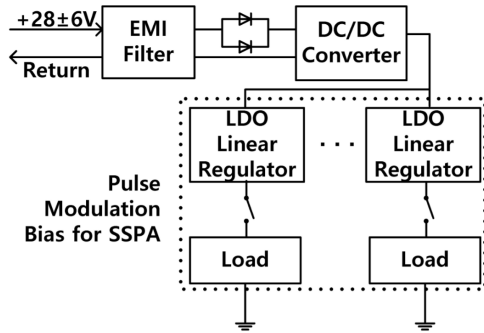 +28±6V
EMI
Filter
DC/DC
Converter
Return
LDO
Linear
Regulator
· · ·
LDO
Linear
Regulator
Pulse
Modulation
Bias for SSPA
Load
Load